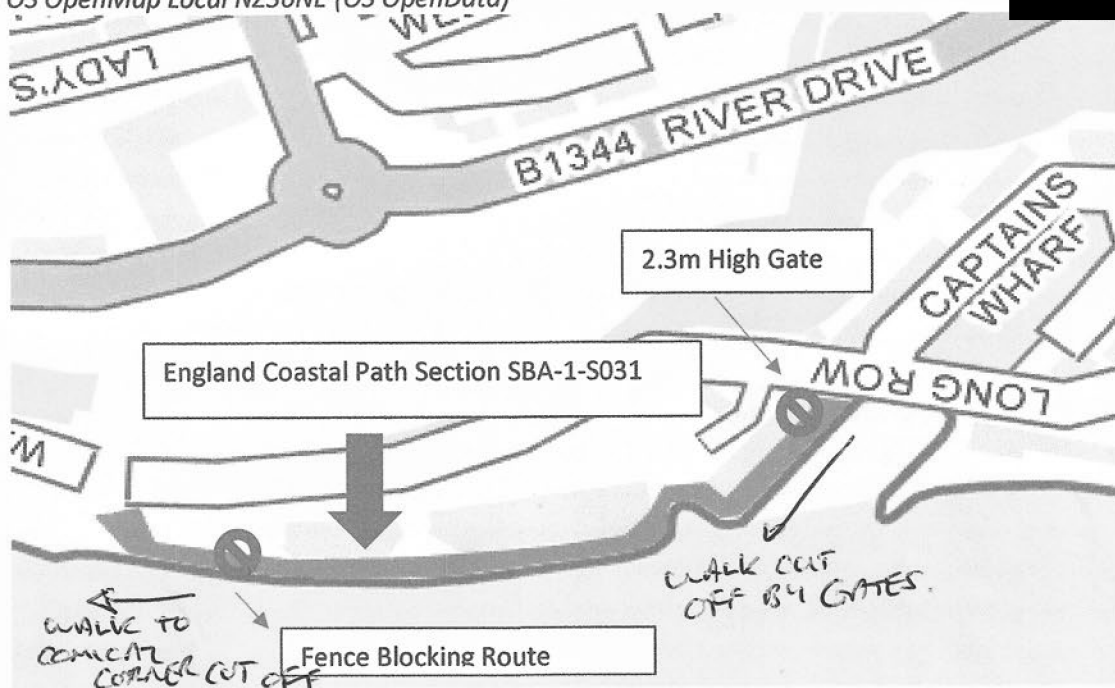 OS OpenMap Local NZ36NE (OS OpenData)
LADY'S
WE
B1344 RIVER DRIVE
CAPTAINS
WHARF
2.3m High Gate
England Coastal Path Section SBA-1-S031
LONG ROW
W
WALK CUT
OFF BY GATES.
WALK TO
COMICAL
CORNER CUT OFF
Fence Blocking Route